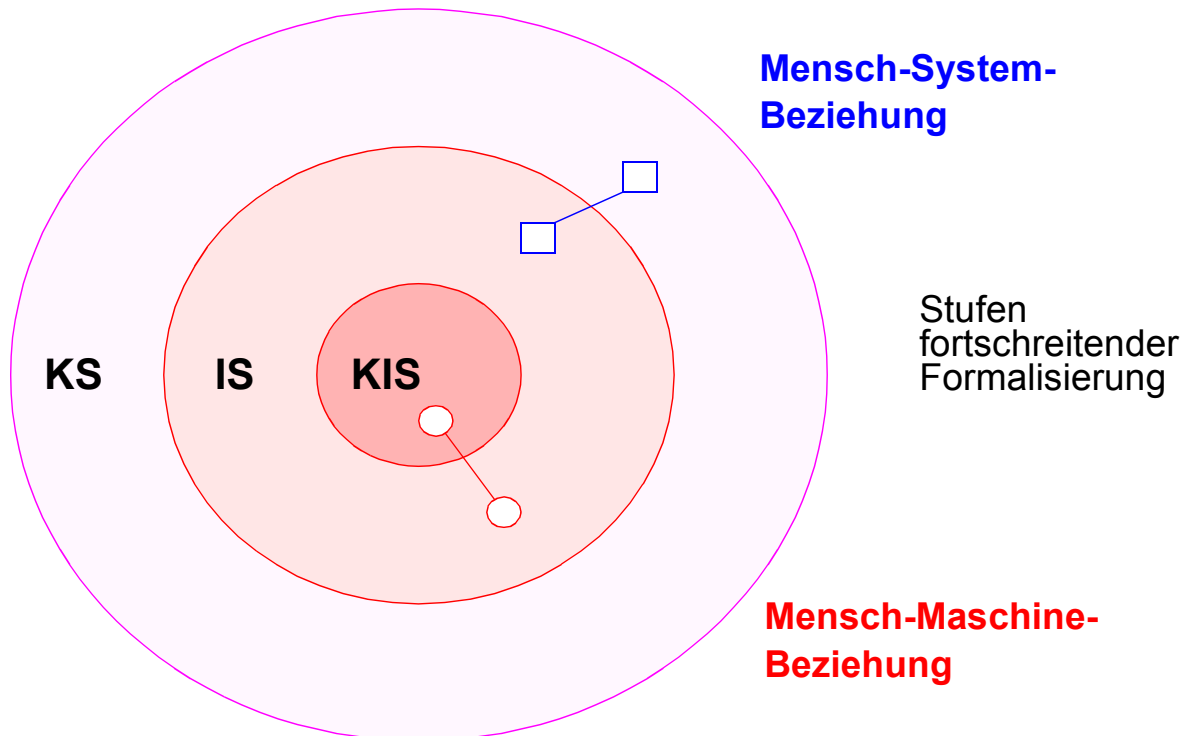 Mensch-System-
Beziehung
Stufen
fortschreitender
Formalisierung
KS IS KIS
Mensch-Maschine-
Beziehung